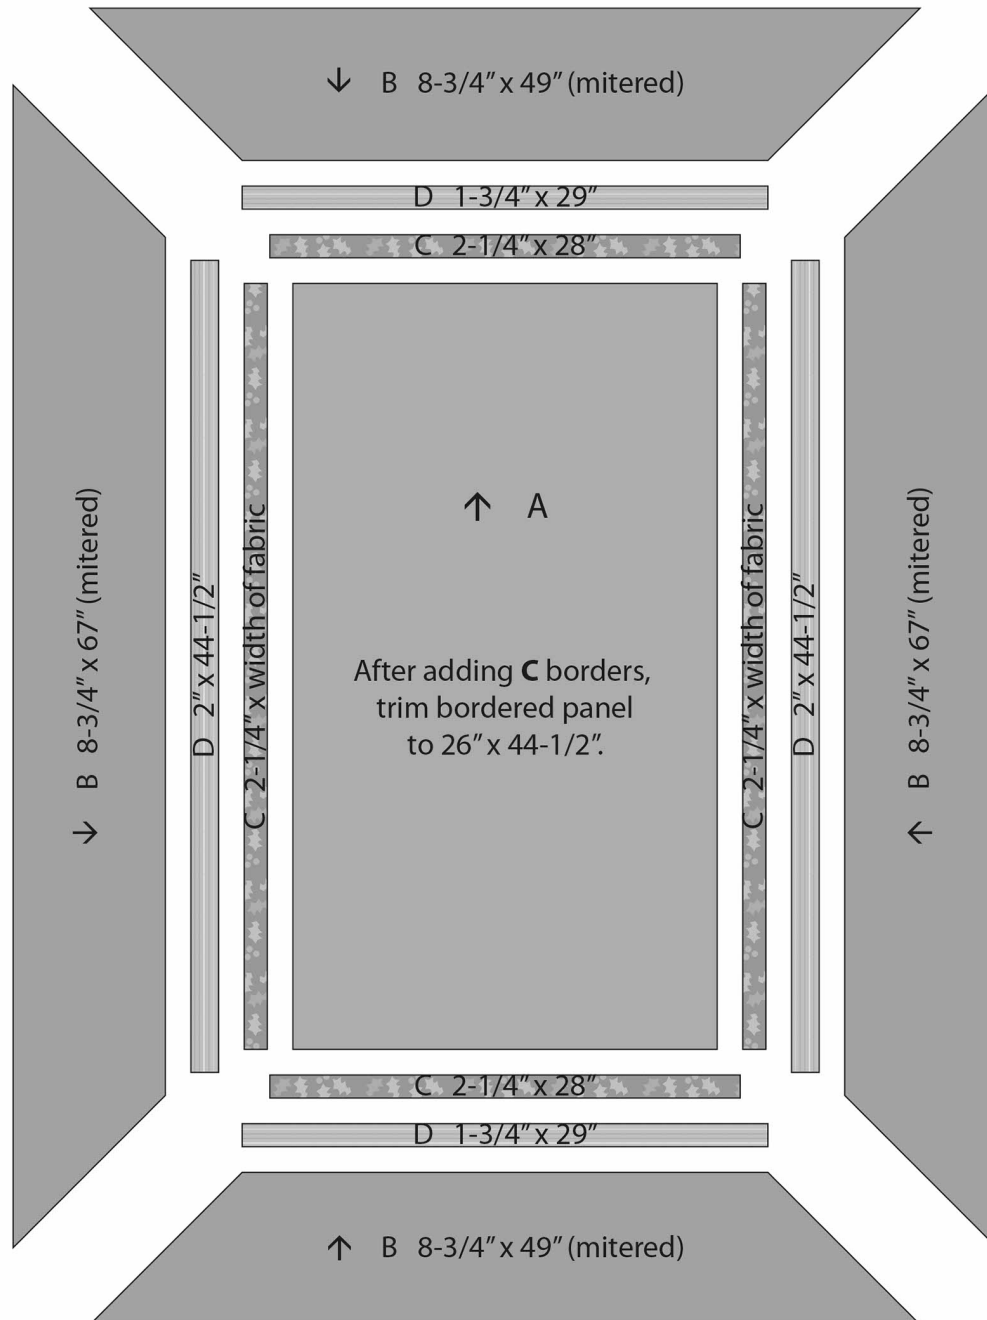 ↓ B 8-3/4” x 49” (mitered)
D 1-3/4” x 29”
C 2-1/4” x 28”
↓ B 8-3/4” x 67” (mitered)
D 2” x 44-1/2”
C 2-1/4” x width of fabric
↑ A
After adding C borders,
trim bordered panel
to 26” x 44-1/2”.
C 2-1/4” x width of fabric
D 2” x 44-1/2”
↑ B 8-3/4” x 67” (mitered)
C 2-1/4” x 28”
D 1-3/4” x 29”
↑ B 8-3/4” x 49” (mitered)